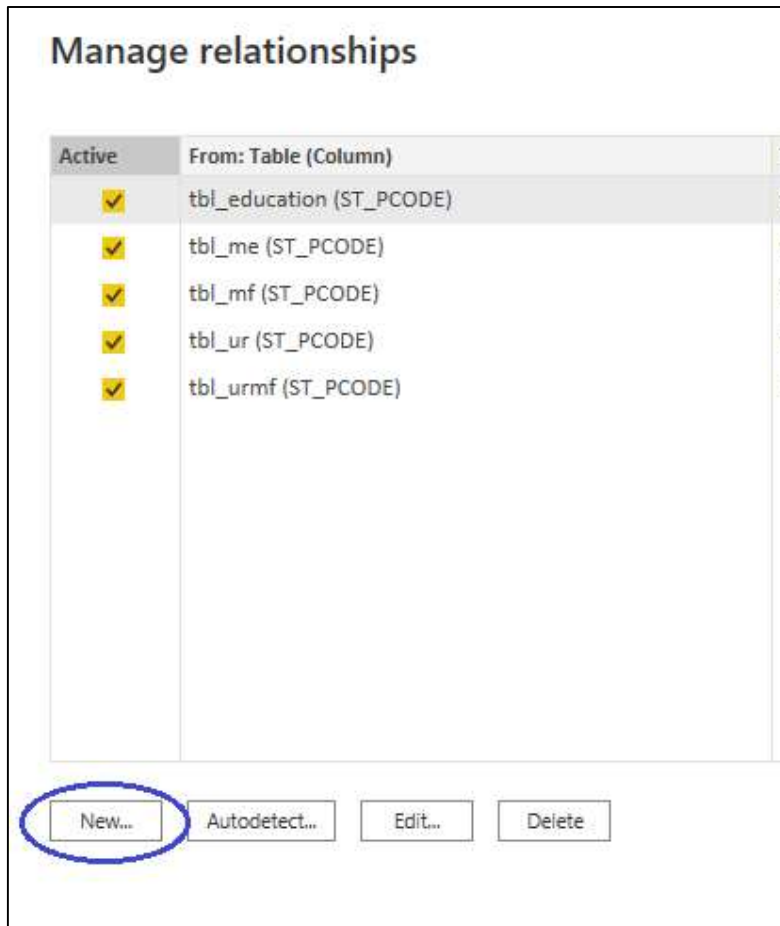 Manage relationships
Active From: Table (Column)
tbl_education (ST_PCODE)
tbl_me (ST_PCODE)
tbl_mf (ST_PCODE)
tbl_ur (ST_PCODE)
tbl_urmf (ST_PCODE)
New... Autodetect... Edit... Delete